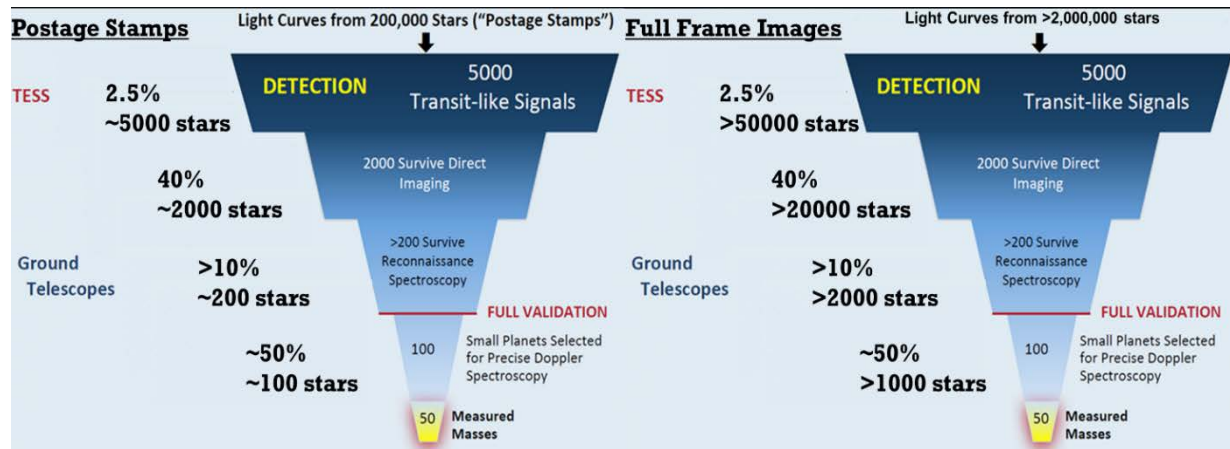 Postage Stamps
Light Curves from 200,000 Stars ("Postage Stamps")
DETECTION
5000
Transit-like Signals
TESS
2.5%
~5000 stars
2000 Survive Direct
Imaging
40%
~2000 stars
>200 Survive
Reconnaissance
Spectroscopy
Ground
Telescopes
>10%
~200 stars
FULL VALIDATION
100
Small Planets Selected
for Precise Doppler
Spectroscopy
~50%
~100 stars
50
Measured
Masses
Full Frame Images
Light Curves from >2,000,000 stars
DETECTION
5000
Transit-like Signals
TESS
2.5%
>50000 stars
2000 Survive Direct
Imaging
40%
>20000 stars
>200 Survive
Reconnaissance
Spectroscopy
Ground
Telescopes
>10%
>2000 stars
FULL VALIDATION
100
Small Planets Selected
for Precise Doppler
Spectroscopy
~50%
>1000 stars
50
Measured
Masses